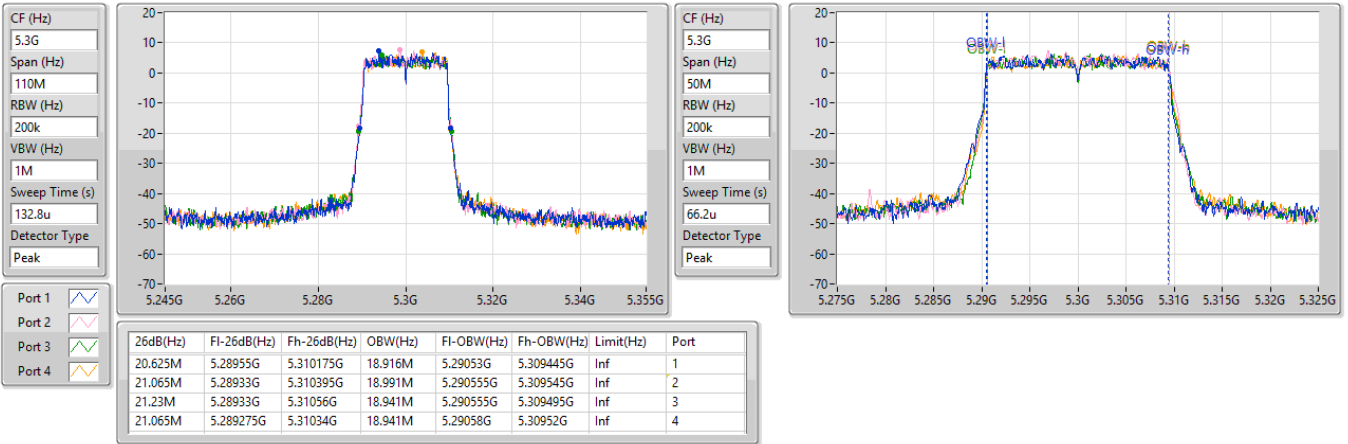 CF (Hz)
5.3G
Span (Hz)
110M
RBW (Hz)
200k
VBW (Hz)
1M
Sweep Time (s)
132.8u
Detector Type
Peak
20
10
0
-10
-20
-30
-40
-50
-60
-70
5.245G 5.26G 5.28G 5.3G 5.32G 5.34G 5.355G
CF (Hz)
5.3G
Span (Hz)
50M
RBW (Hz)
200k
VBW (Hz)
1M
Sweep Time (s)
66.2u
Detector Type
Peak
20
10
0
-10
-20
-30
-40
-50
-60
-70
OBW-l OBW-h
5.275G 5.28G 5.285G 5.29G 5.295G 5.3G 5.305G 5.31G 5.315G 5.32G 5.325G
Port 1
Port 2
Port 3
Port 4
26dB(Hz) Fl-26dB(Hz) Fh-26dB(Hz) OBW(Hz) Fl-OBW(Hz) Fh-OBW(Hz) Limit(Hz) Port
20.625M 5.28955G 5.310175G 18.916M 5.29053G 5.309445G Inf 1
21.065M 5.28933G 5.310395G 18.991M 5.290555G 5.309545G Inf 2
21.23M 5.28933G 5.31056G 18.941M 5.290555G 5.309495G Inf 3
21.065M 5.289275G 5.31034G 18.941M 5.29058G 5.30952G Inf 4